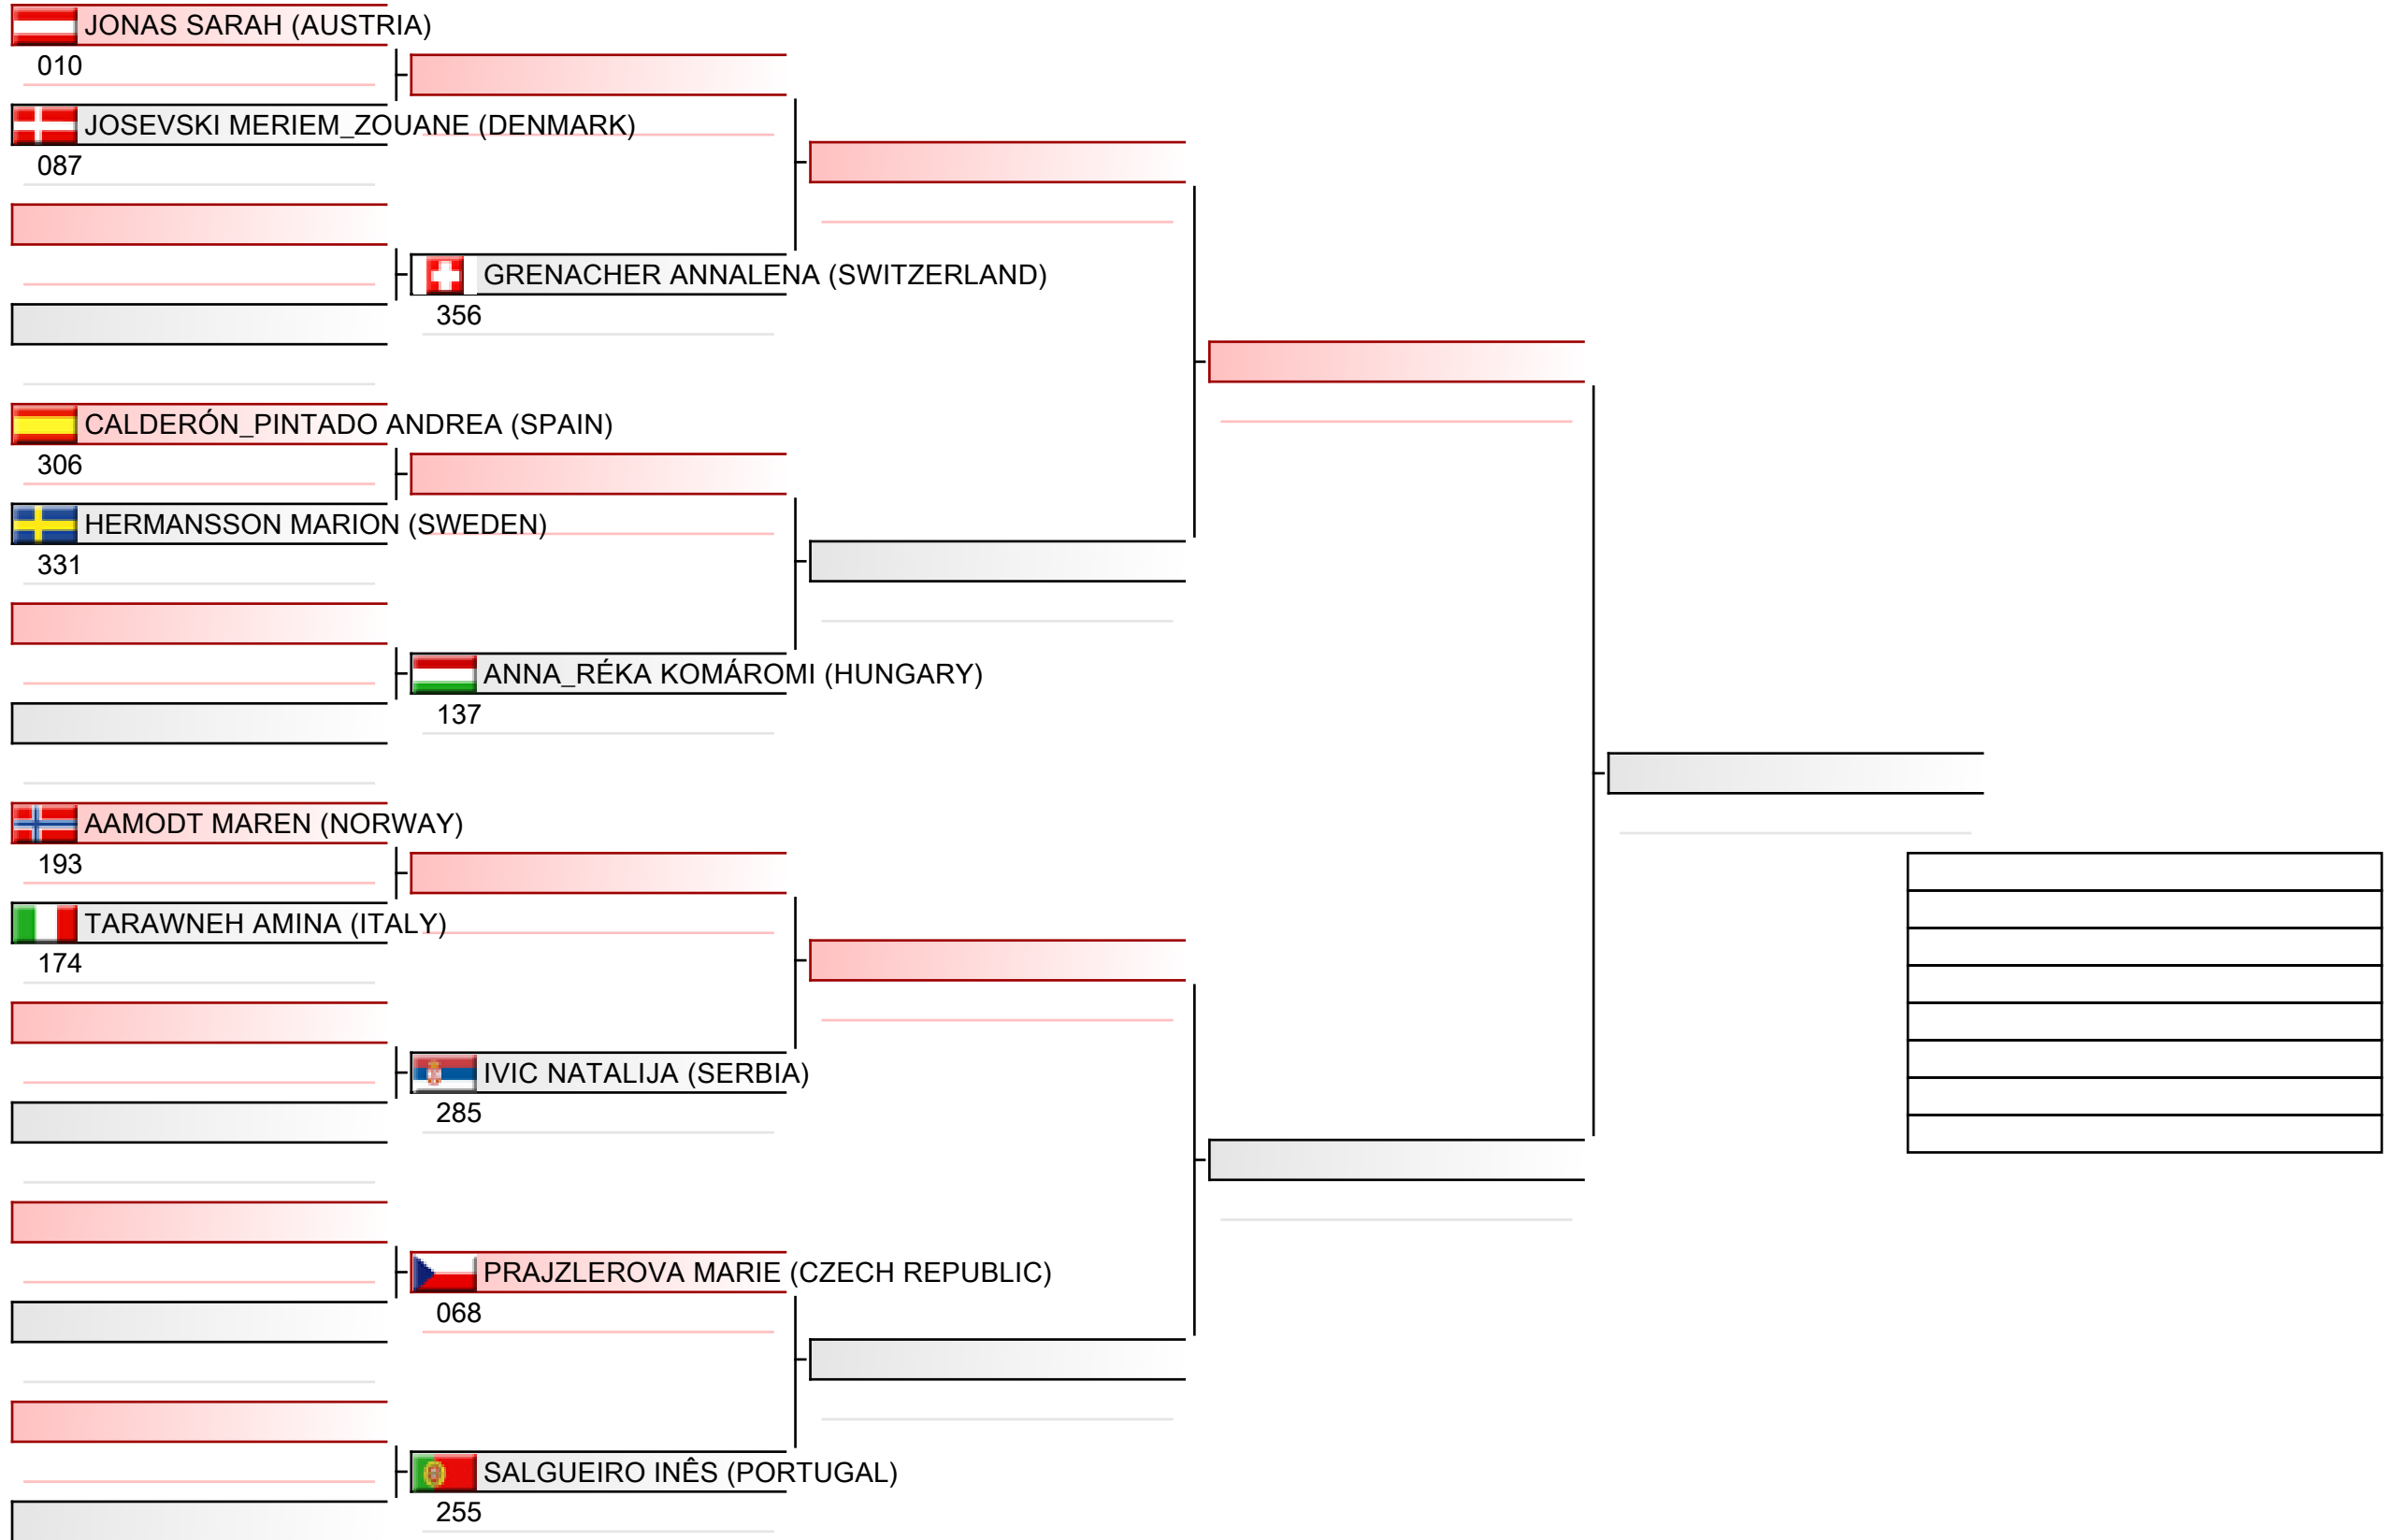 JONAS SARAH (AUSTRIA)
010
JOSEVSKI MERIEM_ZOUANE (DENMARK)
087
GRENACHER ANNALENA (SWITZERLAND)
356
CALDERÓN_PINTADO ANDREA (SPAIN)
306
HERMANSSON MARION (SWEDEN)
331
ANNA_RÉKA KOMÁROMI (HUNGARY)
137
AAMODT MAREN (NORWAY)
193
TARAWNEH AMINA (ITALY)
174
IVIC NATALIJA (SERBIA)
285
PRAJZLEROVA MARIE (CZECH REPUBLIC)
068
SALGUEIRO INÊS (PORTUGAL)
255